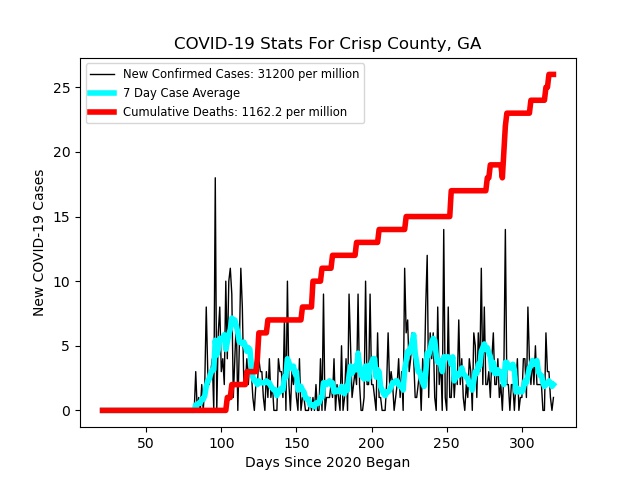 COVID-19 Stats For Crisp County, GA
New Confirmed Cases: 31200 per million
7 Day Case Average
Cumulative Deaths: 1162.2 per million
New COVID-19 Cases
25
20
15
10
5
0
50 100 150 200 250 300
Days Since 2020 Began